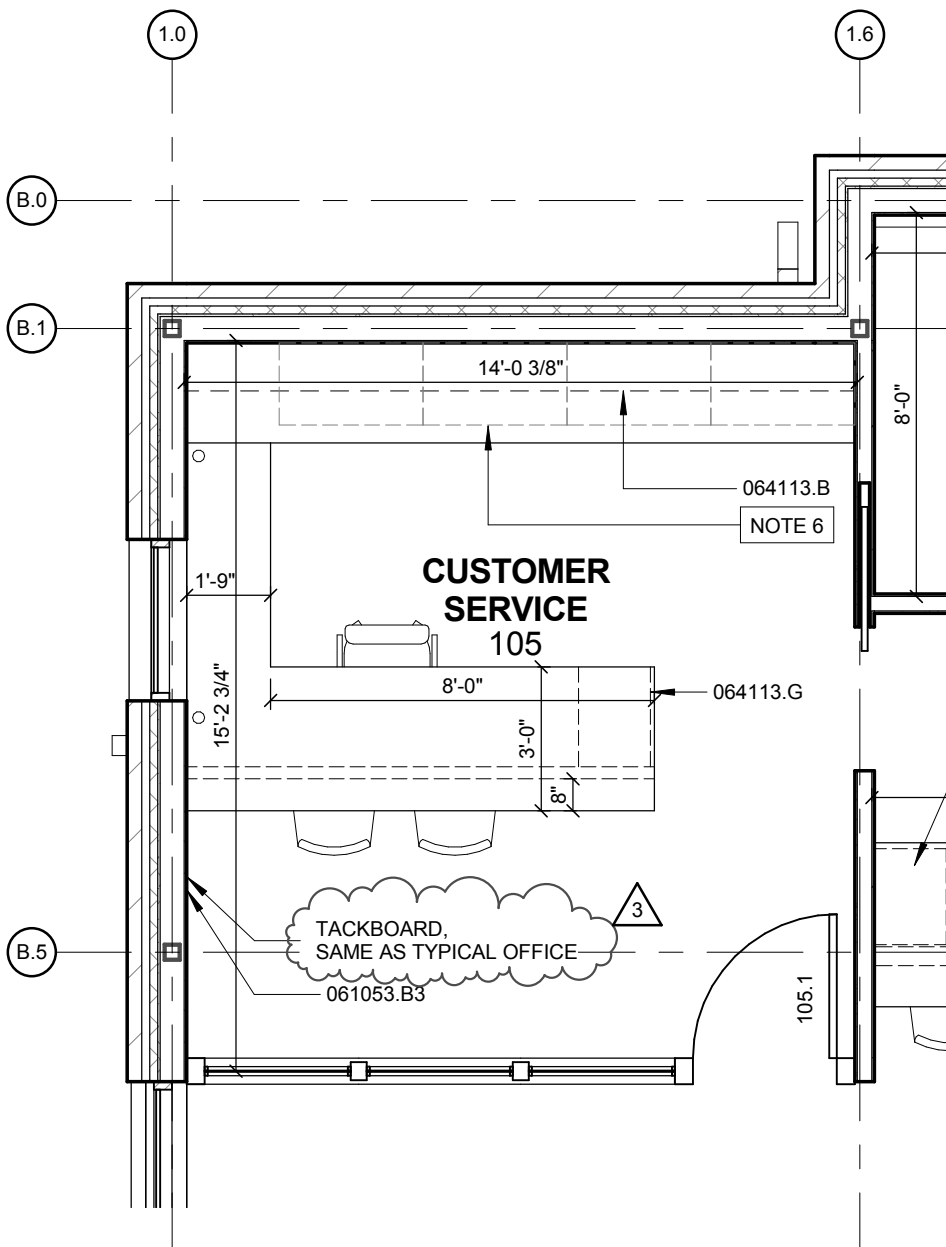 1.0
1.6
B.0
B.1
14'-0 3/8"
8'-0"
064113.B
NOTE 6
1'-9"
CUSTOMER
SERVICE
105
15'-2 3/4"
8'-0"
064113.G
3'-0"
8"
3
TACKBOARD,
SAME AS TYPICAL OFFICE
B.5
061053.B3
105.1